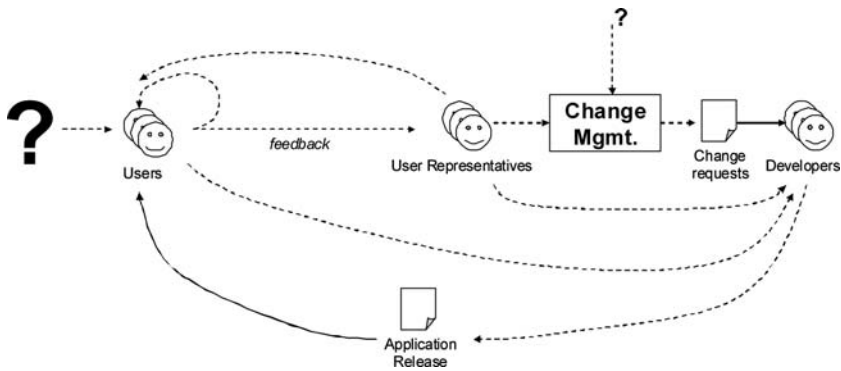 ?
?
Change
Mgmt.
feedback
Users
User Representatives
Change
requests
Developers
Application
Release